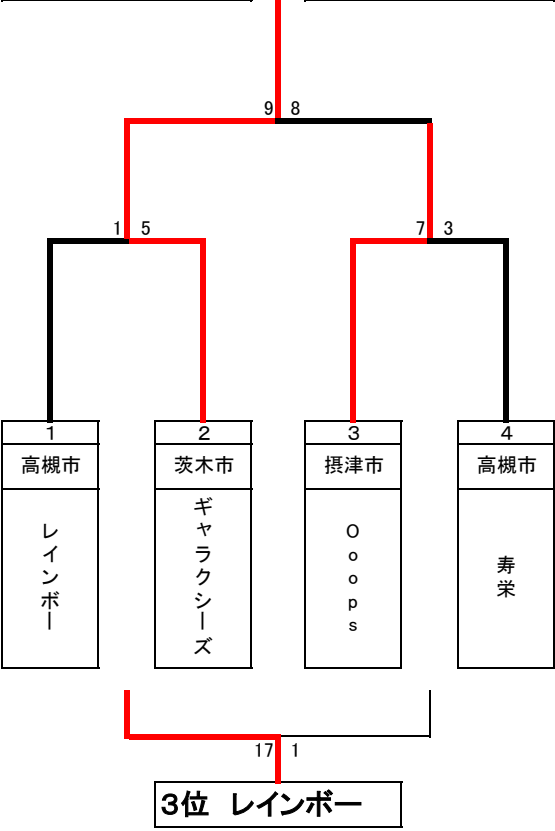 9 8
1 5
7 3
1 2 3 4
高槻市 茨木市 摂津市 高槻市
レインボー
ギャラクシーズ
Ooops
寿栄
17 1
3位 レインボー